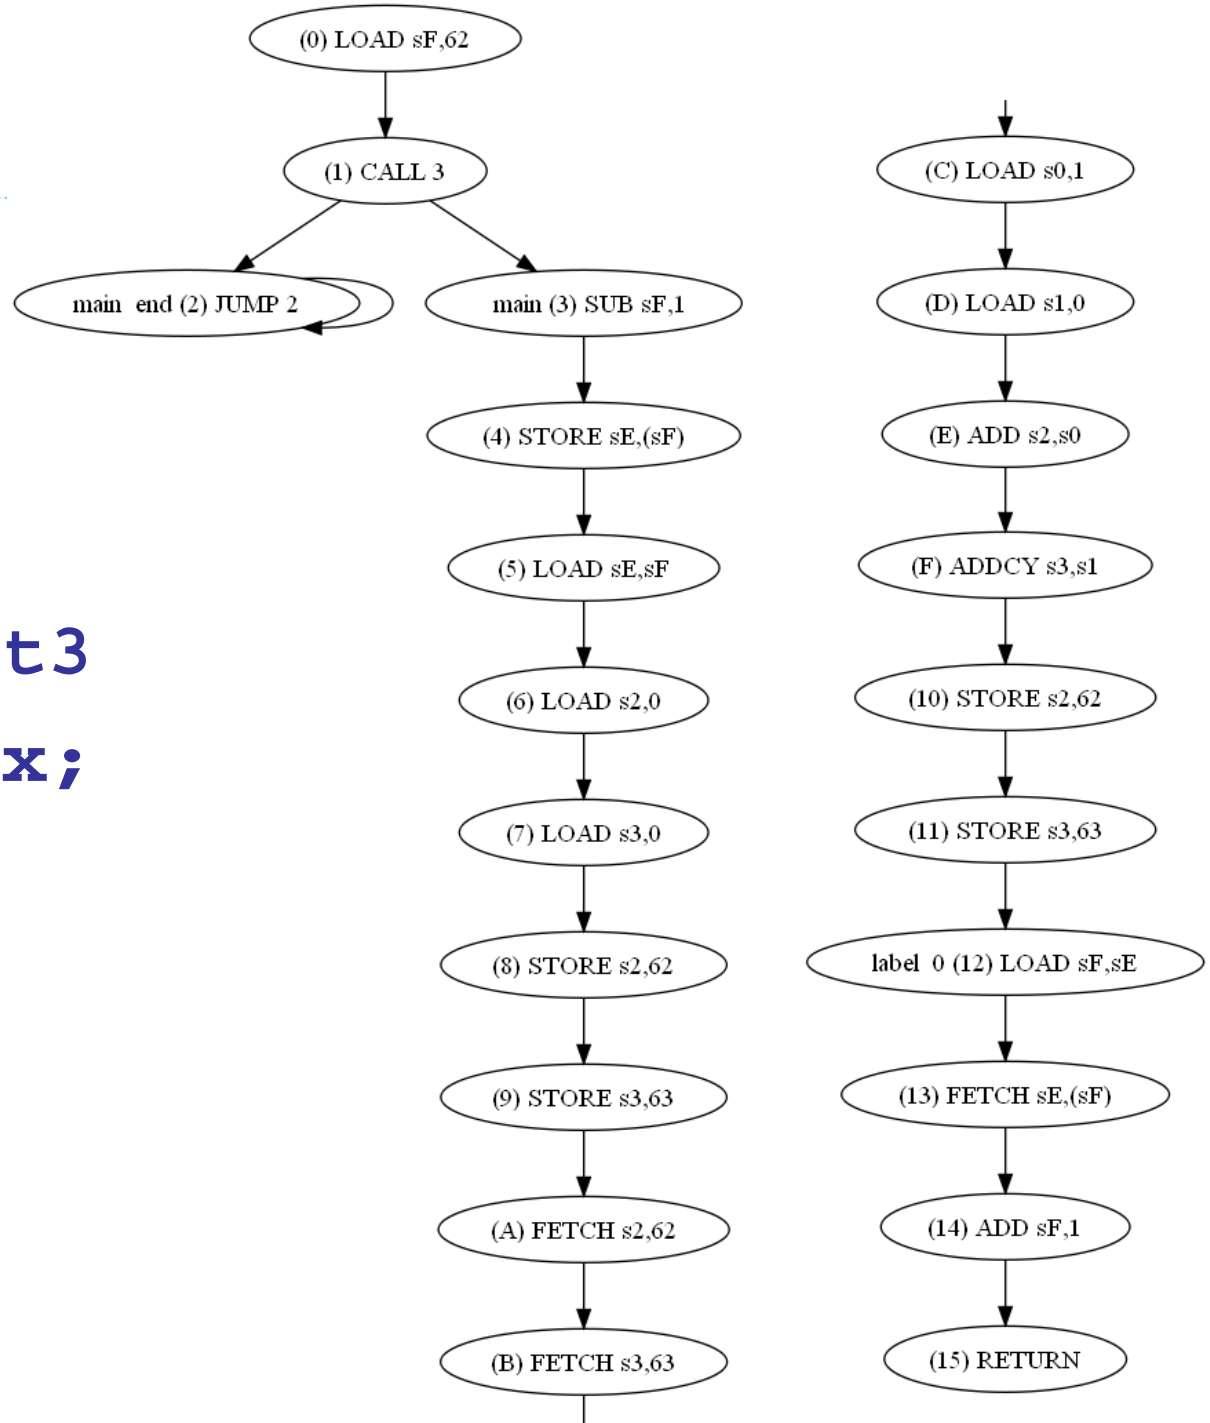 (0) LOAD sF,62
(1) CALL 3
main end (2) JUMP 2
main (3) SUB sF,1
(4) STORE sE,(sF)
(5) LOAD sE,sF
(6) LOAD s2,0
(7) LOAD s3,0
(8) STORE s2,62
(9) STORE s3,63
(A) FETCH s2,62
(B) FETCH s3,63
(C) LOAD s0,1
(D) LOAD s1,0
(E) ADD s2,s0
(F) ADDCY s3,s1
(10) STORE s2,62
(11) STORE s3,63
label 0 (12) LOAD sF,sE
(13) FETCH sE,(sF)
(14) ADD sF,1
(15) RETURN
t3
x;